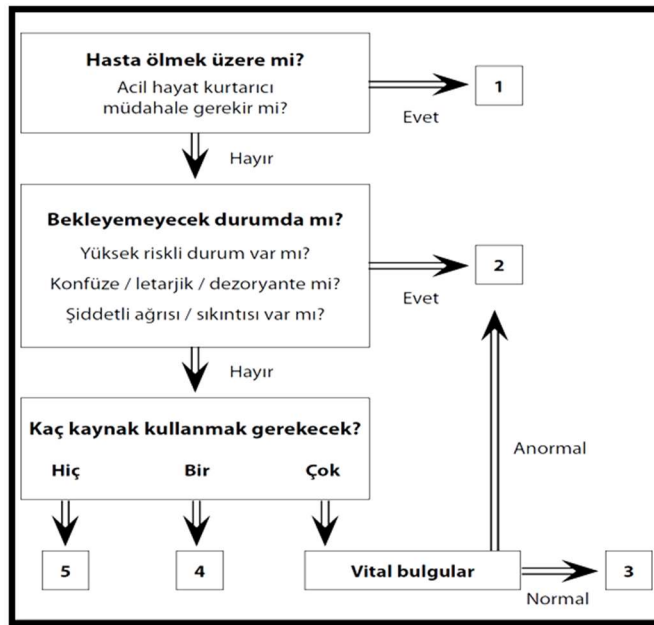 Hasta ölmek üzere mi?
Acil hayat kurtarıcı
müdahale gerekir mi?
1
Evet
Hayır
Bekleyemeyecek durumda mı?
Yüksek riskli durum var mı?
Konfüze / letarjik / dezoryante mi?
Şiddetli ağrısı / sıkıntısı var mı?
2
Evet
Hayır
Kaç kaynak kullanmak gerekecek?
Hiç Bir Çok
Anormal
5
4
Vital bulgular
3
Normal